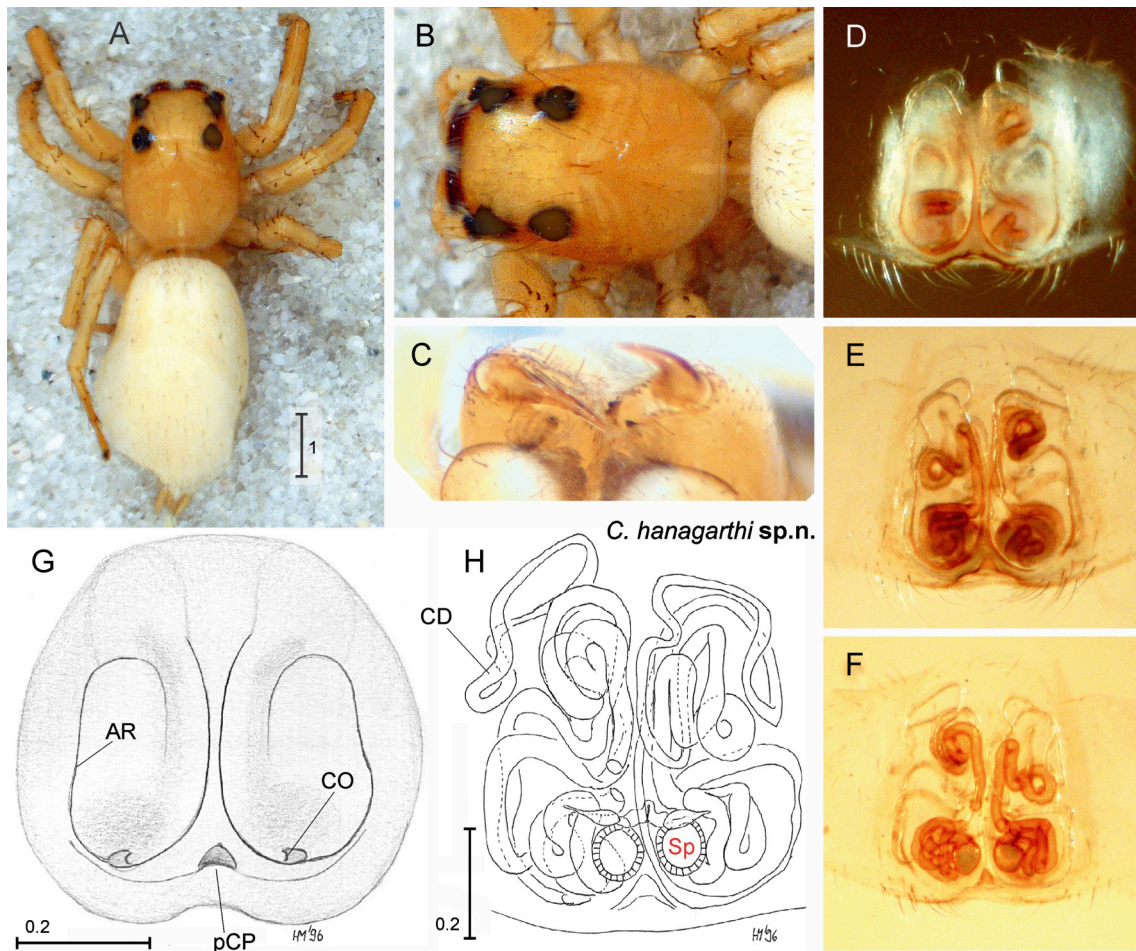 A
B
D
C
1
E
C. hanagarthi sp.n.
G
H
CD
F
AR
CO
Sp
0.2
0.2
pCP
HM'96
HM'96